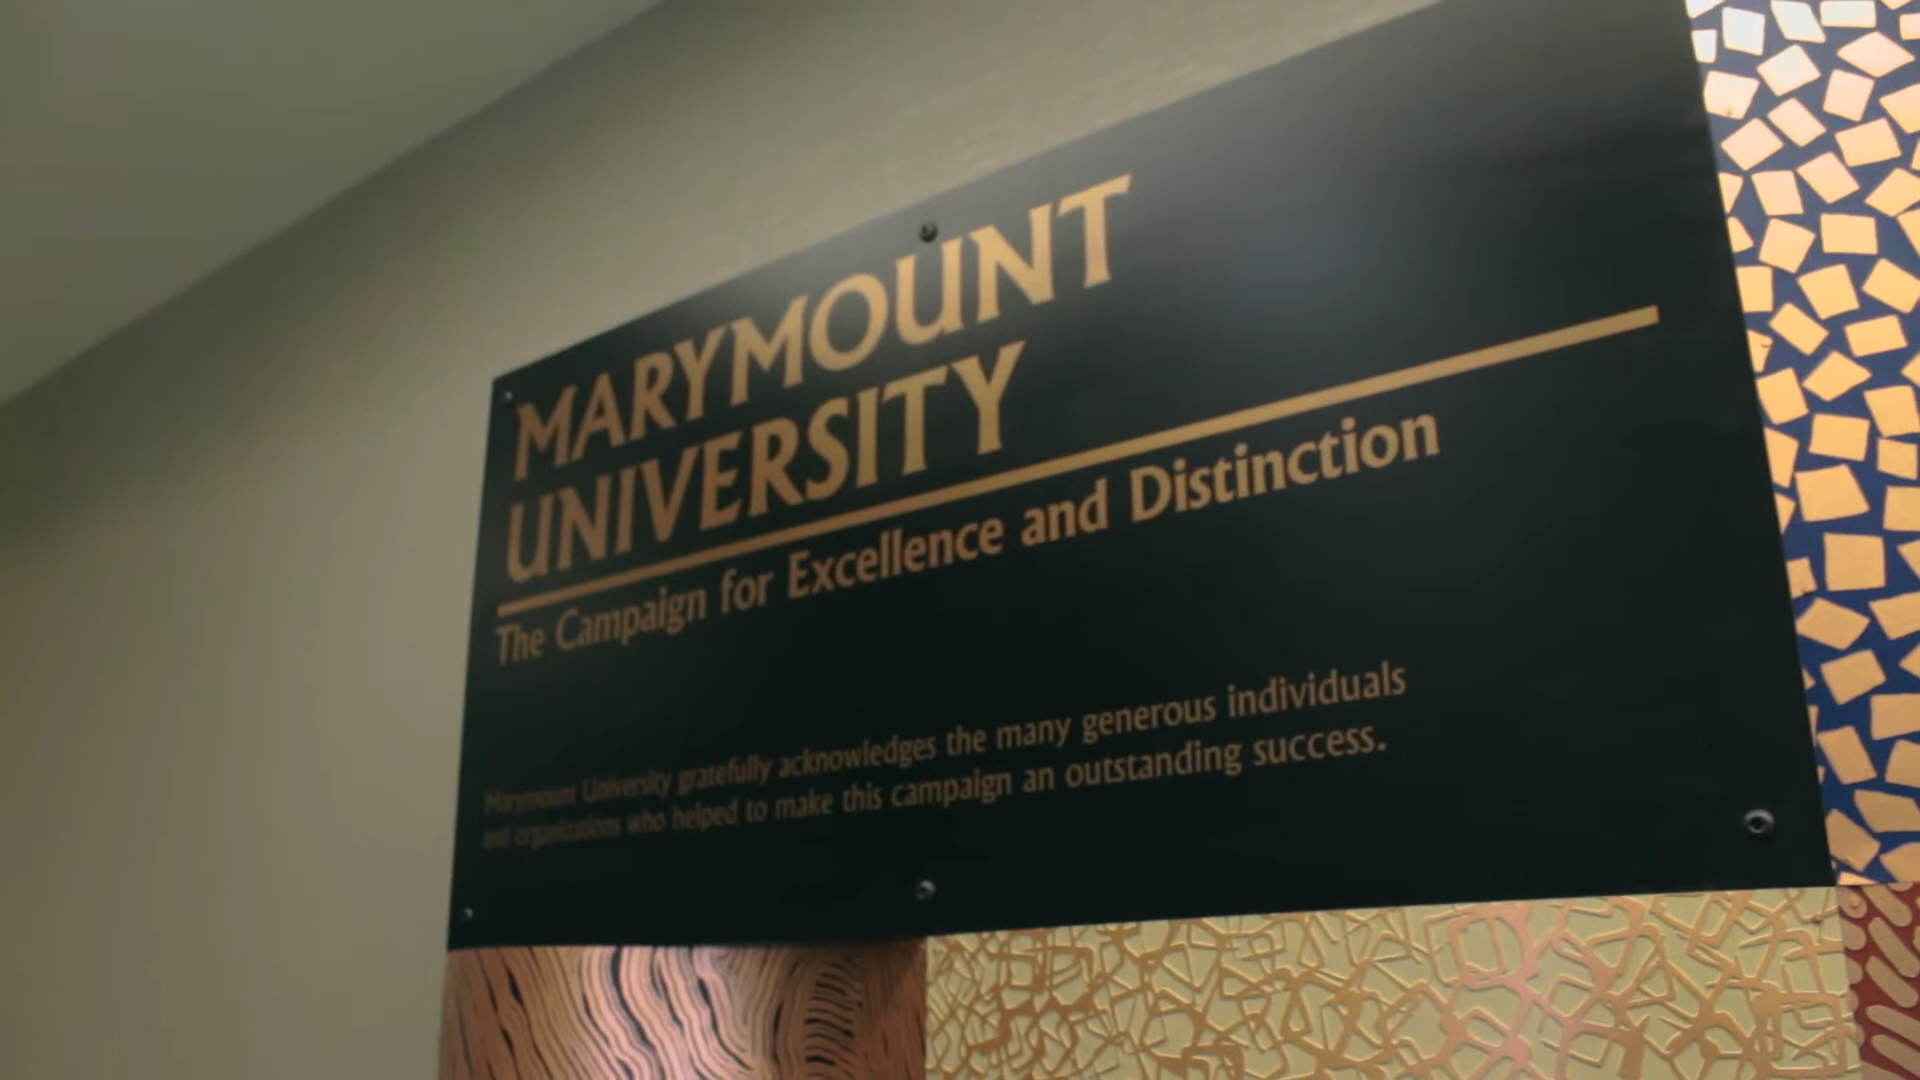 MARYMOUNT
UNIVERSITY
The Campaign for Excellence and Distinction
Marymount University gratefully acknowledges the many generous individuals
and organizations who helped to make this campaign an outstanding success.